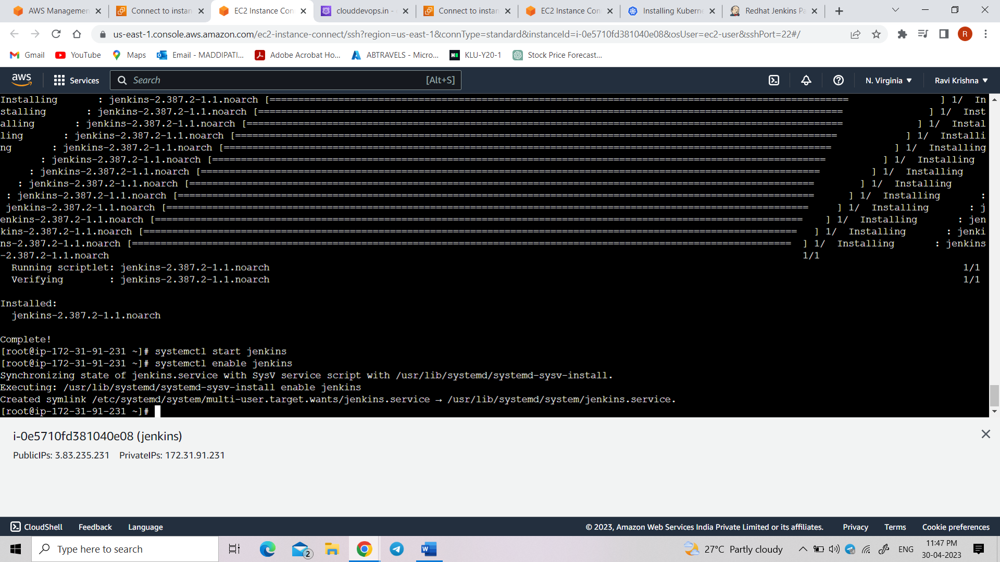 AWS Managemen
Connect to instan
EC2 Instance Con
clouddevops.in -
Connect to instan
EC2 Instance Con
Installing Kuberne
Redhat Jenkins Pa
us-east-1.console.aws.amazon.com/ec2-instance-connect/ssh?region=us-east-1&connType=standard&instanceId=i-0e5710fd381040e08&osUser=ec2-user&sshPort=22#/
R
Gmail
YouTube
Maps
Email - MADDIPATI...
Adobe Acrobat Ho...
ABTRAVELS - Micro...
KLU-Y20-1
Stock Price Forecast...
aws
Services
Search
[Alt+S]
N. Virginia
Ravi Krishna
Installing : jenkins-2.387.2-1.1.noarch [=====================================================================================================] 1/ In
stalling : jenkins-2.387.2-1.1.noarch [======================================================================================================] 1/ Inst
alling : jenkins-2.387.2-1.1.noarch [========================================================================================================] 1/ Instal
ling : jenkins-2.387.2-1.1.noarch [=========================================================================================================] 1/ Installi
ng : jenkins-2.387.2-1.1.noarch [==========================================================================================================] 1/ Installing
: jenkins-2.387.2-1.1.noarch [===========================================================================================================] 1/ Installing
: jenkins-2.387.2-1.1.noarch [============================================================================================================] 1/ Installing
: jenkins-2.387.2-1.1.noarch [=============================================================================================================] 1/ Installing
: jenkins-2.387.2-1.1.noarch [===============================================================================================================] 1/ Installing :
jenkins-2.387.2-1.1.noarch [================================================================================================================] 1/ Installing : j
enkins-2.387.2-1.1.noarch [=================================================================================================================] 1/ Installing : jen
kins-2.387.2-1.1.noarch [==================================================================================================================] 1/ Installing : jenki
ns-2.387.2-1.1.noarch [===================================================================================================================] 1/ Installing : jenkins
-2.387.2-1.1.noarch 1/1
Running scriptlet: jenkins-2.387.2-1.1.noarch 1/1
Verifying : jenkins-2.387.2-1.1.noarch 1/1
Installed:
jenkins-2.387.2-1.1.noarch
Complete!
[root@ip-172-31-91-231 ~]# systemctl start jenkins
[root@ip-172-31-91-231 ~]# systemctl enable jenkins
Synchronizing state of jenkins.service with SysV service script with /usr/lib/systemd/systemd-sysv-install.
Executing: /usr/lib/systemd/systemd-sysv-install enable jenkins
Created symlink /etc/systemd/system/multi-user.target.wants/jenkins.service → /usr/lib/systemd/system/jenkins.service.
[root@ip-172-31-91-231 ~]#
i-0e5710fd381040e08 (jenkins)
PublicIPs: 3.83.235.231 PrivateIPs: 172.31.91.231
CloudShell
Feedback
Language
© 2023, Amazon Web Services India Private Limited or its affiliates.
Privacy
Terms
Cookie preferences
Type here to search
2
27°C Partly cloudy
ENG
11:47 PM
30-04-2023